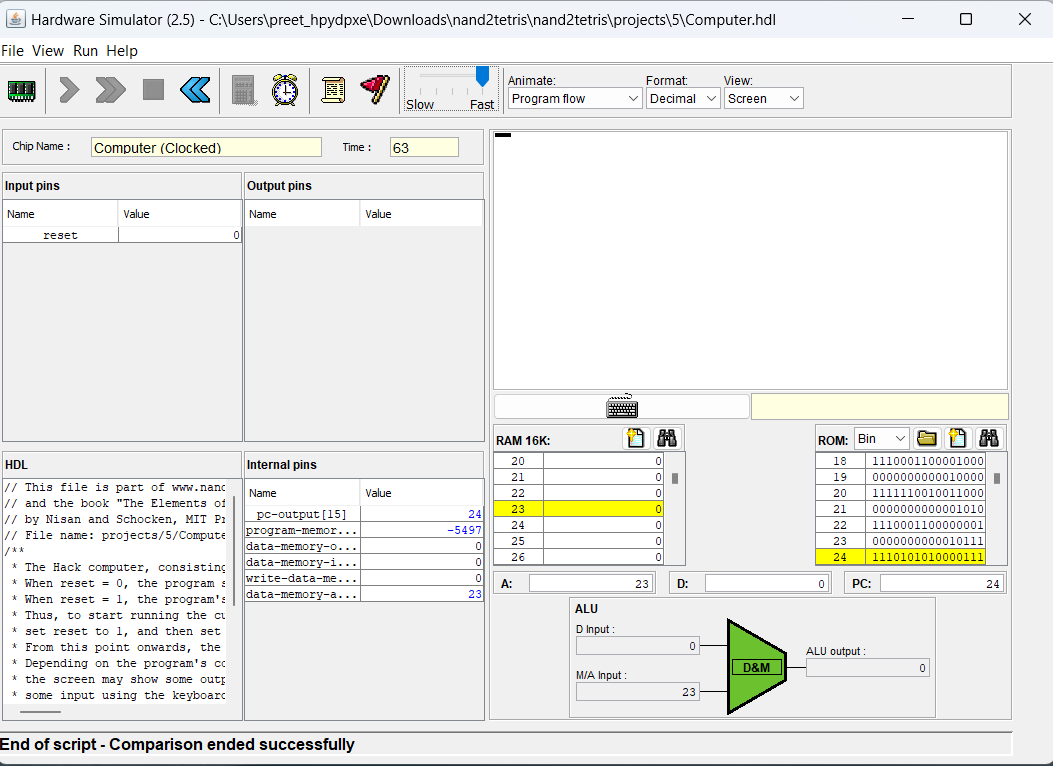 Hardware Simulator (2.5) - C:\Users\preet_hpydpxe\Downloads\nand2tetris\nand2tetris\projects\5\Computer.hdl
File View Run Help
Slow Fast
Animate: Format: View:
Program flow Decimal Screen
Chip Name : Computer (Clocked) Time : 63
Input pins
Name Value
reset 0
Output pins
Name Value
HDL
// This file is part of www.nand
// and the book "The Elements of
// by Nisan and Schocken, MIT Pr
// File name: projects/5/Compute
/**
* The Hack computer, consisting
* When reset = 0, the program s
* When reset = 1, the program's
* Thus, to start running the cu
* set reset to 1, and then set
* From this point onwards, the
* Depending on the program's co
* the screen may show some outp
* some input using the keyboard
Internal pins
Name Value
pc-output[15] 24
program-memor... -5497
data-memory-o... 0
data-memory-i... 0
write-data-me... 0
data-memory-a... 23
RAM 16K:
20 0
21 0
22 0
23 0
24 0
25 0
26 0
ROM: Bin
18 1110001100001000
19 0000000000010000
20 1111110010011000
21 0000000000001010
22 1110001100000001
23 0000000000010111
24 1110101010000111
A: 23 D: 0 PC: 24
ALU
D Input :
0
M/A Input :
23
D&M
ALU output :
0
End of script - Comparison ended successfully